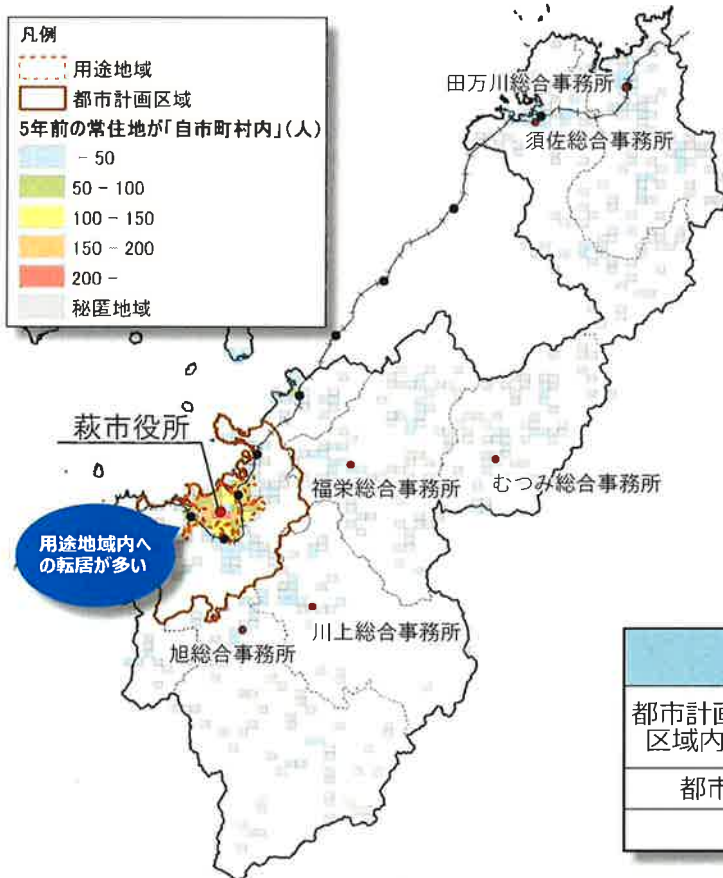 凡例
用途地域
都市計画区域
5年前の常住地が「自市町村内」(人)
- 50
50 - 100
100 - 150
150 - 200
200 -
秘匿地域
田万川総合事務所
須佐総合事務所
萩市役所
福栄総合事務所
むつみ総合事務所
用途地域内へ
の転居が多い
川上総合事務所
旭総合事務所
都市計画
区域内
都市